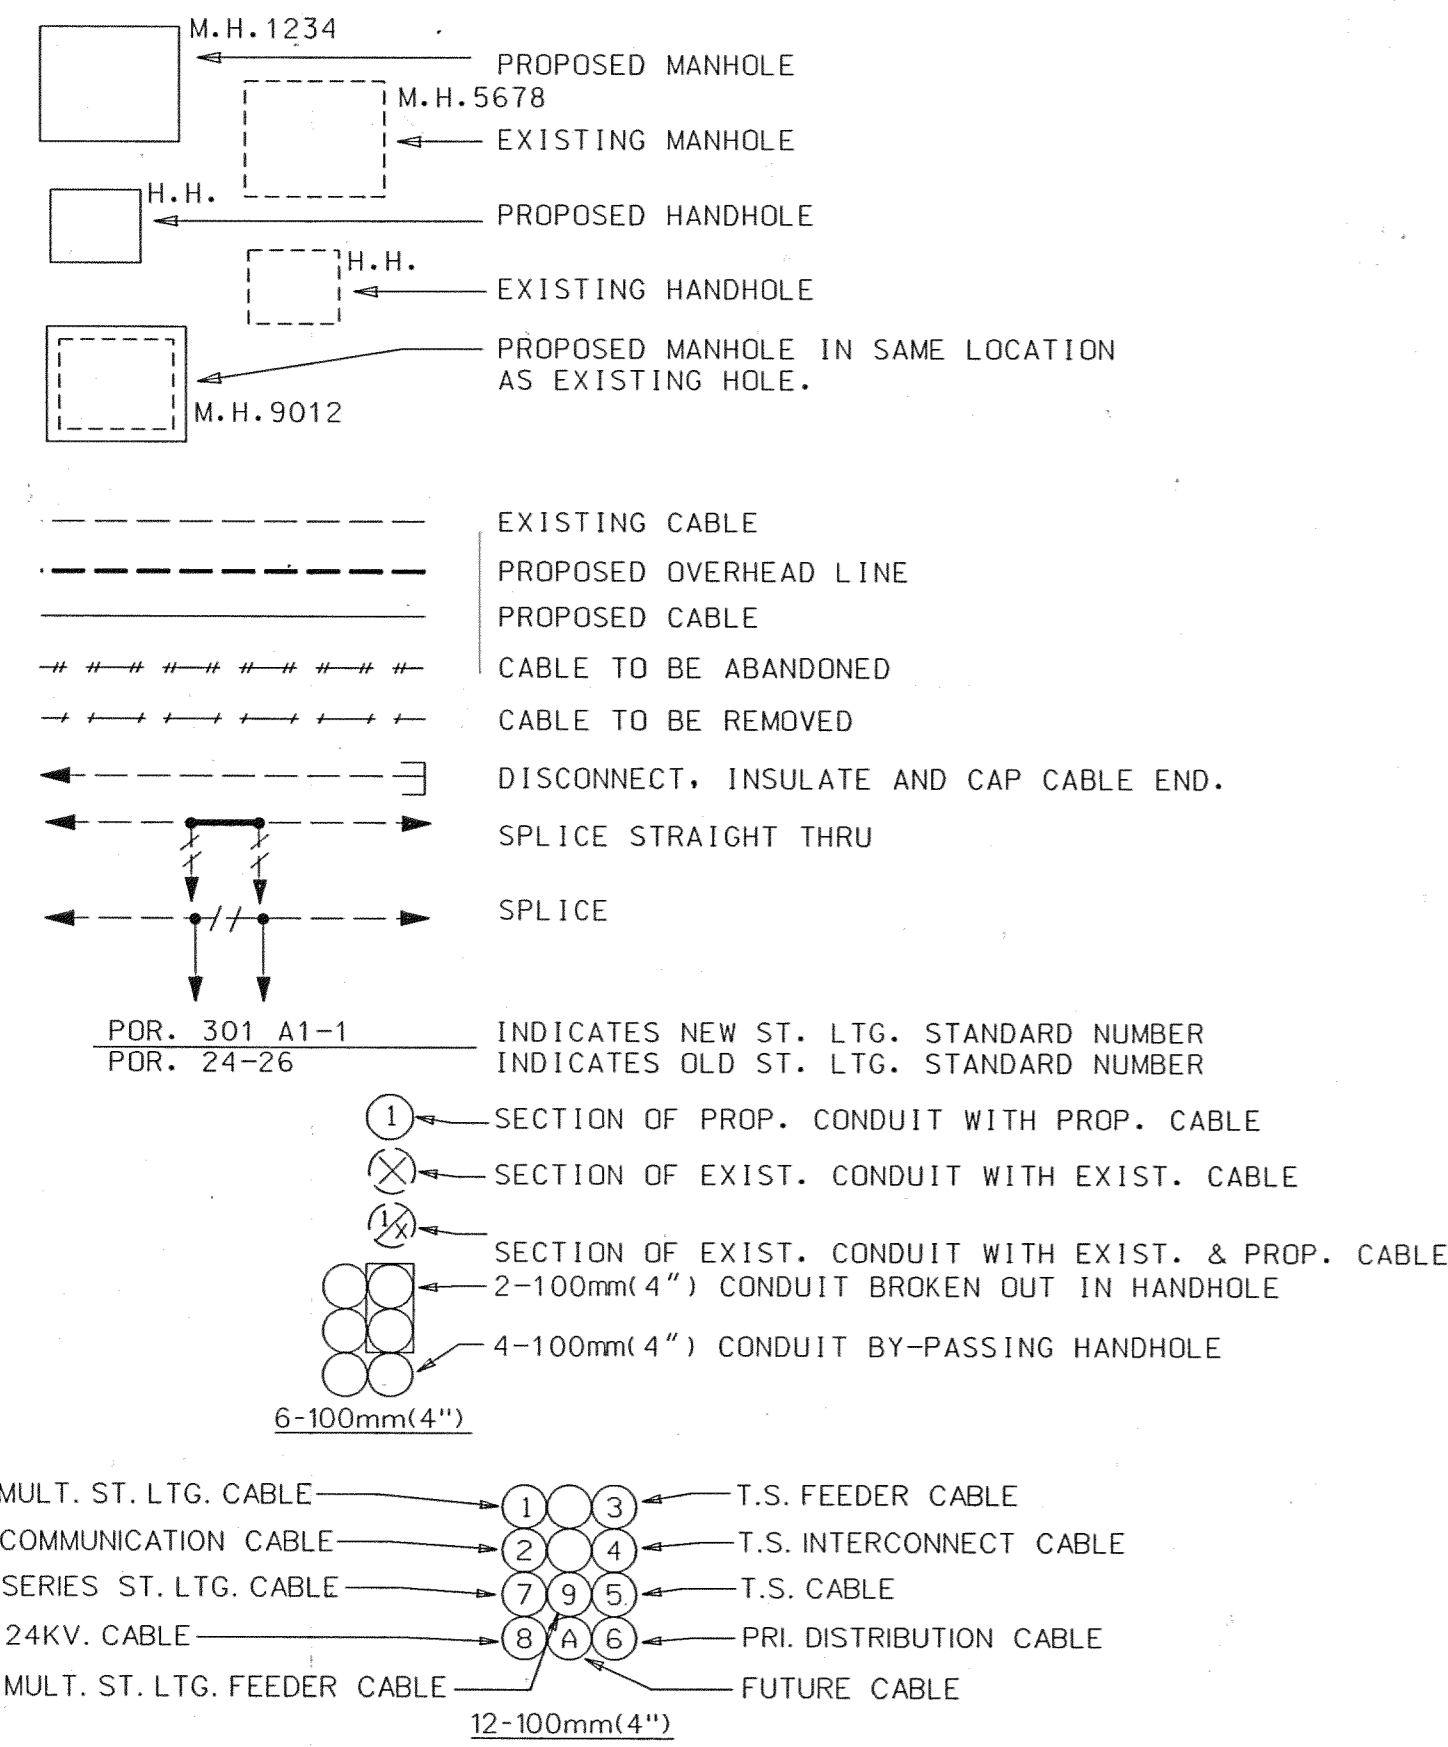 M.H.1234
PROPOSED MANHOLE
M.H.5678
EXISTING MANHOLE
H.H.
PROPOSED HANDHOLE
H.H.
EXISTING HANDHOLE
PROPOSED MANHOLE IN SAME LOCATION
AS EXISTING HOLE.
M.H.9012
EXISTING CABLE
PROPOSED OVERHEAD LINE
PROPOSED CABLE
CABLE TO BE ABANDONED
CABLE TO BE REMOVED
DISCONNECT, INSULATE AND CAP CABLE END.
SPLICE STRAIGHT THRU
SPLICE
POR. 301 A1-1
INDICATES NEW ST. LTG. STANDARD NUMBER
POR. 24-26
INDICATES OLD ST. LTG. STANDARD NUMBER
1
SECTION OF PROP. CONDUIT WITH PROP. CABLE
X
SECTION OF EXIST. CONDUIT WITH EXIST. CABLE
1/X
SECTION OF EXIST. CONDUIT WITH EXIST. & PROP. CABLE
2-100mm(4") CONDUIT BROKEN OUT IN HANDHOLE
4-100mm(4") CONDUIT BY-PASSING HANDHOLE
6-100mm(4")
MULT. ST. LTG. CABLE
1
3
T.S. FEEDER CABLE
COMMUNICATION CABLE
2
4
T.S. INTERCONNECT CABLE
SERIES ST. LTG. CABLE
7
9
5
T.S. CABLE
24KV. CABLE
8
A
6
PRI. DISTRIBUTION CABLE
MULT. ST. LTG. FEEDER CABLE
FUTURE CABLE
12-100mm(4")